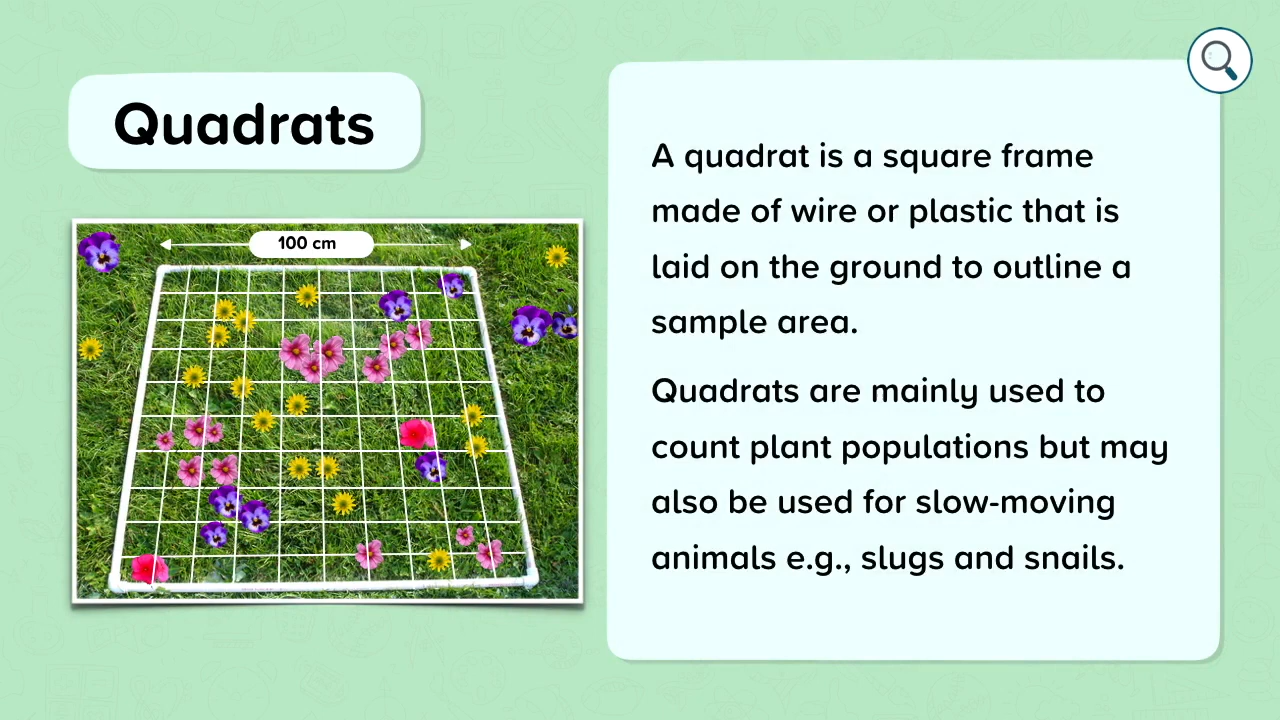 Quadrats
100 cm
A quadrat is a square frame
made of wire or plastic that is
laid on the ground to outline a
sample area.
Quadrats are mainly used to
count plant populations but may
also be used for slow-moving
animals e.g., slugs and snails.